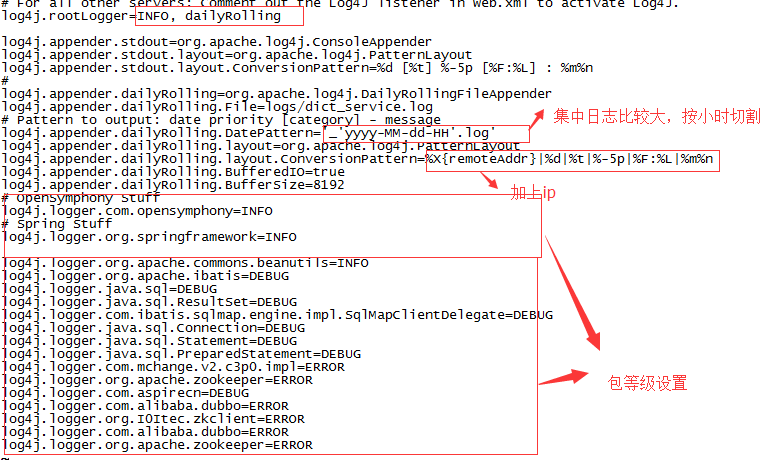 # For all other servers: Comment out the Log4J listener in Web.xml to activate Log4J.
log4j.rootLogger=INFO, dailyRolling
log4j.appender.stdout=org.apache.log4j.ConsoleAppender
log4j.appender.stdout.layout=org.apache.log4j.PatternLayout
log4j.appender.stdout.layout.ConversionPattern=%d [%t] %-5p [%F:%L] : %m%n
#
log4j.appender.dailyRolling=org.apache.log4j.DailyRollingFileAppender
log4j.appender.dailyRolling.File=logs/dict_service.log
# Pattern to output: date priority [category] - message
log4j.appender.dailyRolling.DatePattern='_'yyyy-MM-dd-HH'.log'
集中日志比较大，按小时切割
log4j.appender.dailyRolling.layout=org.apache.log4j.PatternLayout
log4j.appender.dailyRolling.layout.ConversionPattern=%X{remoteAddr}|%d|%t|%-5p|%F:%L|%m%n
log4j.appender.dailyRolling.BufferedIO=true
log4j.appender.dailyRolling.BufferSize=8192
加上ip
# OpenSymphony Stuff
log4j.logger.com.opensymphony=INFO
# Spring Stuff
log4j.logger.org.springframework=INFO
log4j.logger.org.apache.commons.beanutils=INFO
log4j.logger.org.apache.ibatis=DEBUG
log4j.logger.java.sql=DEBUG
log4j.logger.java.sql.ResultSet=DEBUG
log4j.logger.com.ibatis.sqlmap.engine.impl.SqlMapClientDelegate=DEBUG
log4j.logger.java.sql.Connection=DEBUG
log4j.logger.java.sql.Statement=DEBUG
log4j.logger.java.sql.PreparedStatement=DEBUG
log4j.logger.com.mchange.v2.c3p0.impl=ERROR
log4j.logger.org.apache.zookeeper=ERROR
包等级设置
log4j.logger.com.aspirecn=DEBUG
log4j.logger.com.alibaba.dubbo=ERROR
log4j.logger.org.I0Itec.zkclient=ERROR
log4j.logger.com.alibaba.dubbo=ERROR
log4j.logger.org.apache.zookeeper=ERROR
~